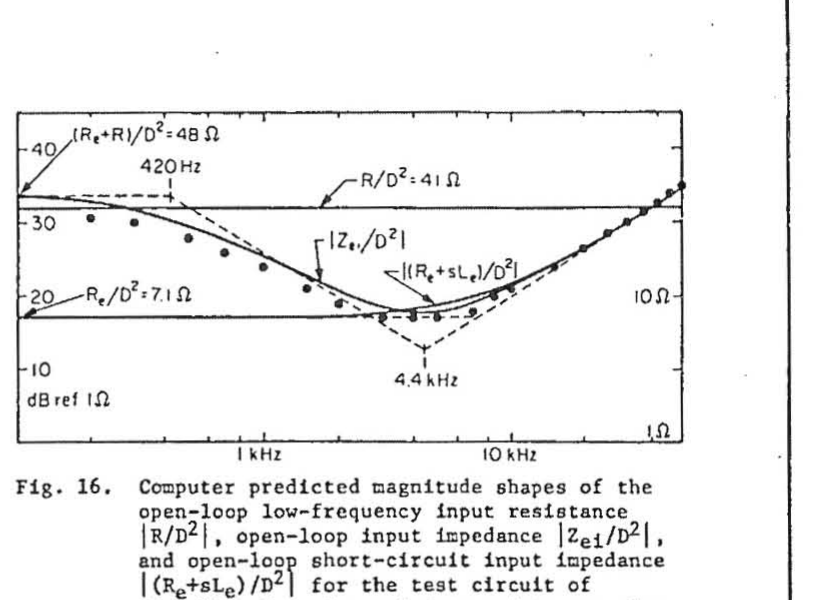 (Rₑ+R)/D²=48 Ω
40
420 Hz
R/D²=41 Ω
30
|Zₑᵢ/D²|
|(Rₑ+sLₑ)/D²|
20
Rₑ/D²=7.1 Ω
10 Ω
10
4.4 kHz
dB ref 1Ω
1Ω
1 kHz
10 kHz
Fig. 16. Computer predicted magnitude shapes of the
open-loop low-frequency input resistance
|R/D²|, open-loop input impedance |Zei/D²|,
and open-loop short-circuit input impedance
|(Re+sLe)/D²| for the test circuit of